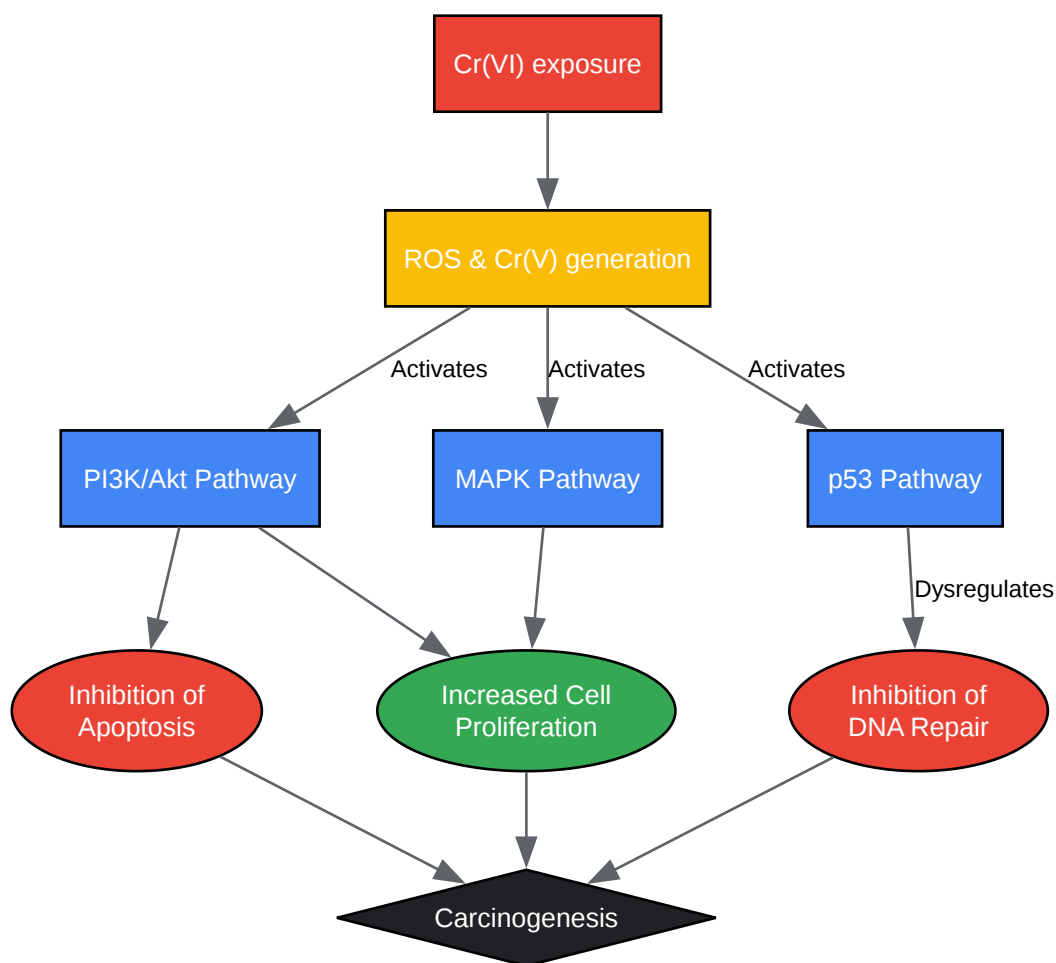 Cr(VI) exposure
ROS & Cr(V) generation
Activates
Activates
Activates
PI3K/Akt Pathway
MAPK Pathway
p53 Pathway
Dysregulates
Inhibition of
Apoptosis
Increased Cell
Proliferation
Inhibition of
DNA Repair
Carcinogenesis